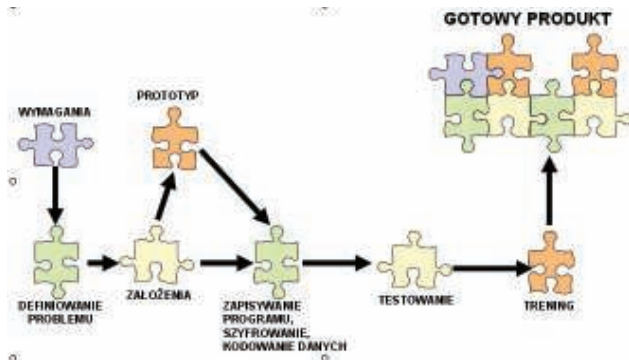 GOTOWY PRODUKT
PROTOTYP
WYMAGANIA
DEFINIOWANIE
PROBLEMU
ZAŁOŻENIA
ZAPISYWANIE
PROGRAMU,
SZYFROWANIE,
KODOWANIE DANYCH
TESTOWANIE
TRENING